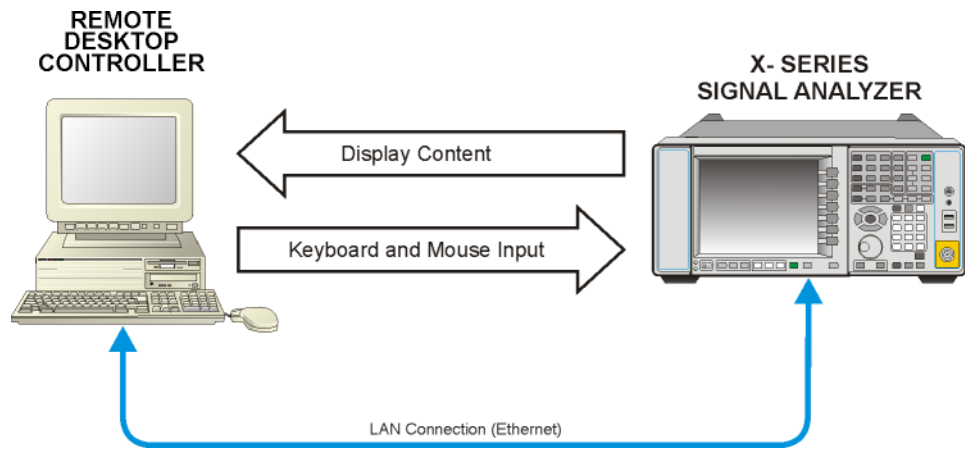 REMOTE
DESKTOP
CONTROLLER
X- SERIES
SIGNAL ANALYZER
Display Content
Keyboard and Mouse Input
LAN Connection (Ethernet)